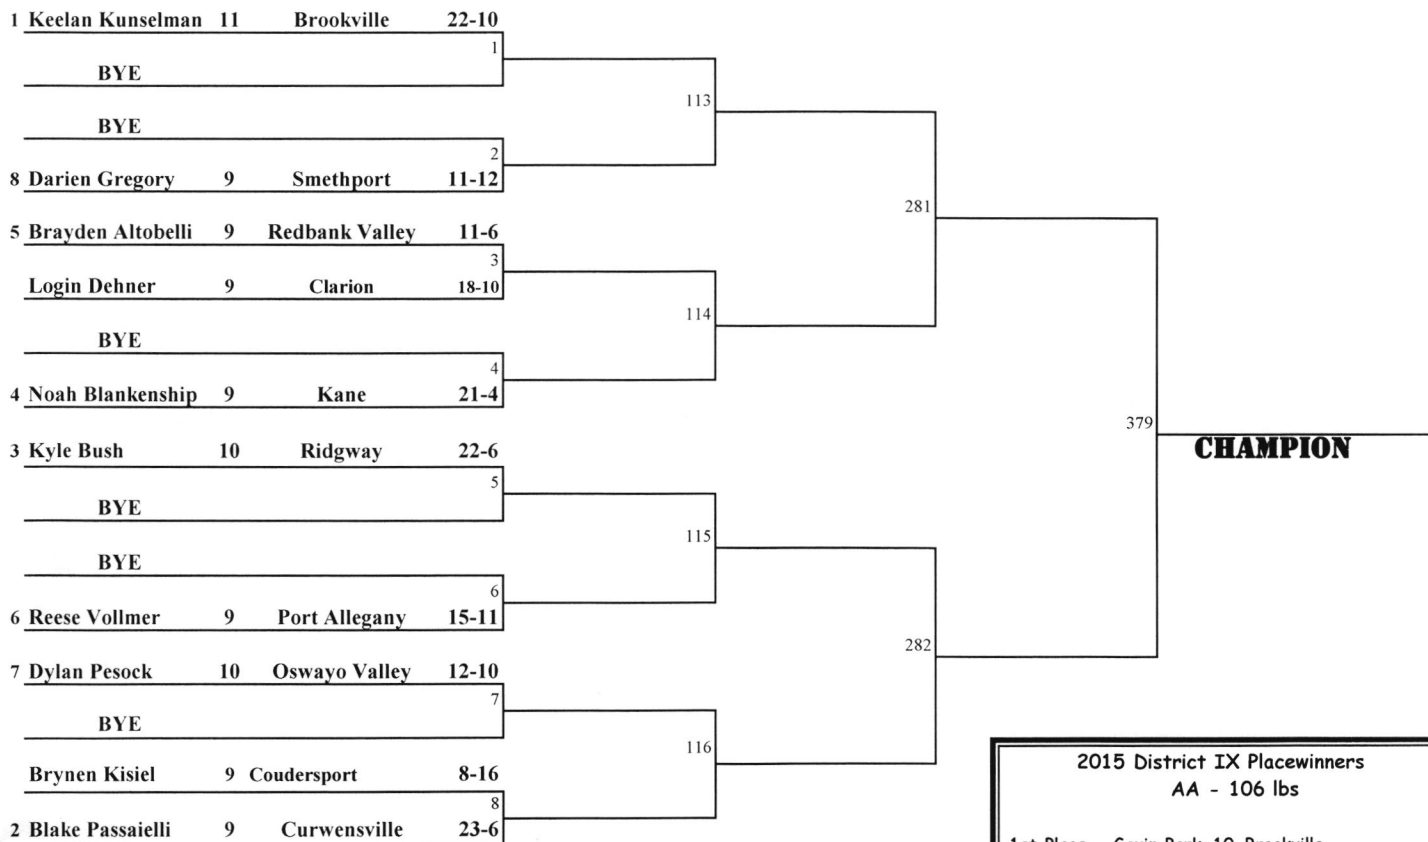 1 Keelan Kunselman 11 Brookville 22-10
1
BYE
113
BYE
2
8 Darien Gregory 9 Smethport 11-12
281
5 Brayden Altobelli 9 Redbank Valley 11-6
3
Login Dehner 9 Clarion 18-10
114
BYE
4
4 Noah Blankenship 9 Kane 21-4
379
CHAMPION
3 Kyle Bush 10 Ridgway 22-6
5
BYE
115
BYE
6
6 Reese Vollmer 9 Port Allegany 15-11
282
7 Dylan Pesock 10 Oswayo Valley 12-10
7
BYE
116
Brynen Kisiel 9 Coudersport 8-16
8
2 Blake Passaielli 9 Curwensville 23-6
2015 District IX Placewinners
AA - 106 lbs